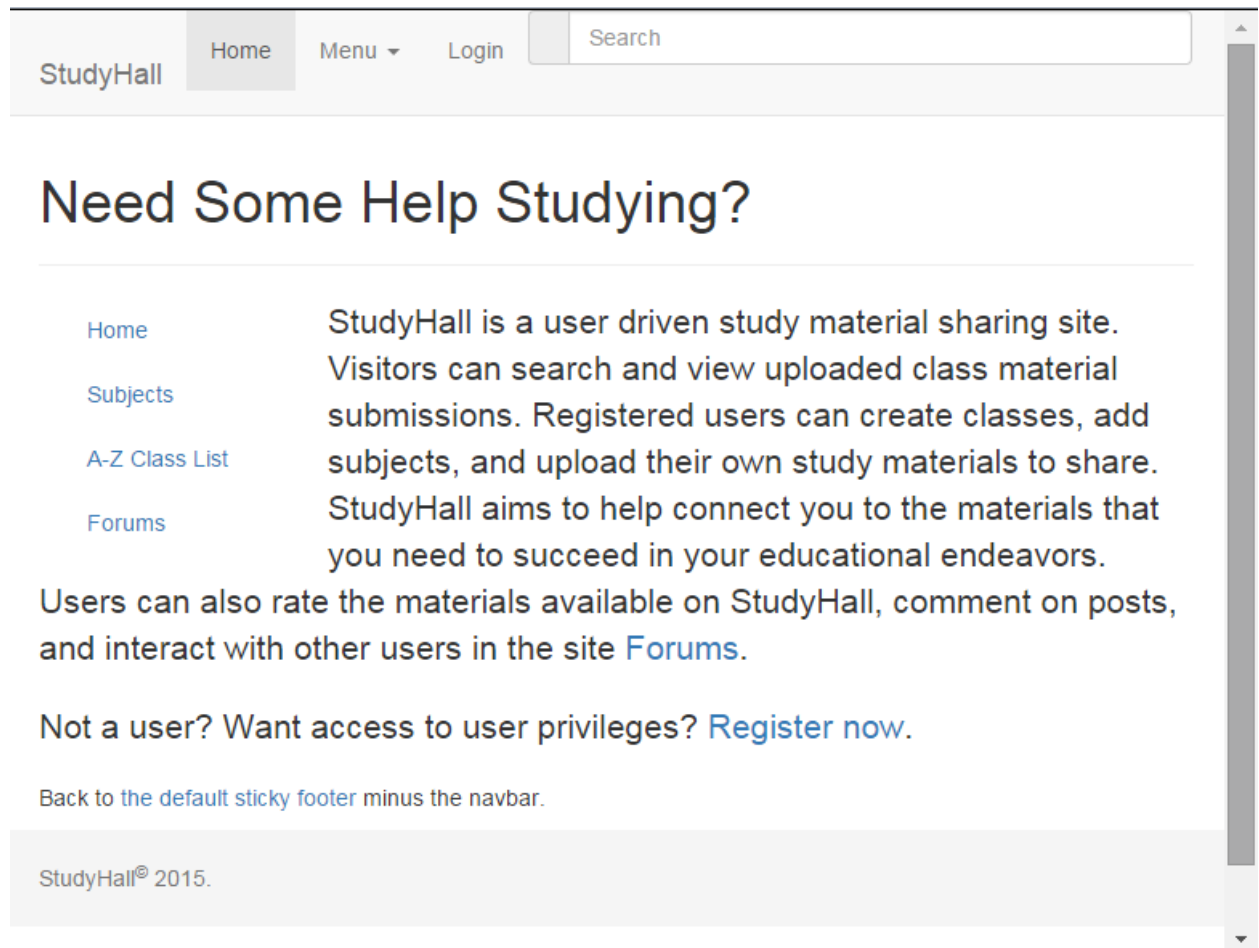 StudyHall Home Menu Login Search
Need Some Help Studying?
Home
Subjects
A-Z Class List
Forums
StudyHall is a user driven study material sharing site.
Visitors can search and view uploaded class material
submissions. Registered users can create classes, add
subjects, and upload their own study materials to share.
StudyHall aims to help connect you to the materials that
you need to succeed in your educational endeavors.
Users can also rate the materials available on StudyHall, comment on posts,
and interact with other users in the site Forums.
Not a user? Want access to user privileges? Register now.
Back to the default sticky footer minus the navbar.
StudyHall© 2015.